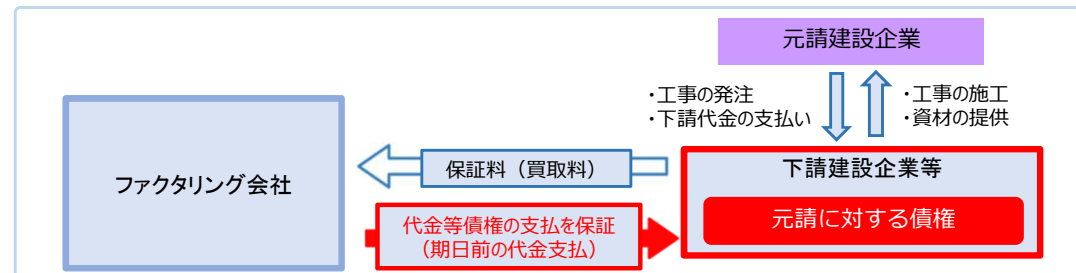 元請建設企業
・工事の発注
・下請代金の支払い
・工事の施工
・資材の提供
ファクタリング会社
保証料（買取料）
下請建設企業等
元請に対する債権
代金等債権の支払を保証
（期日前の代金支払）